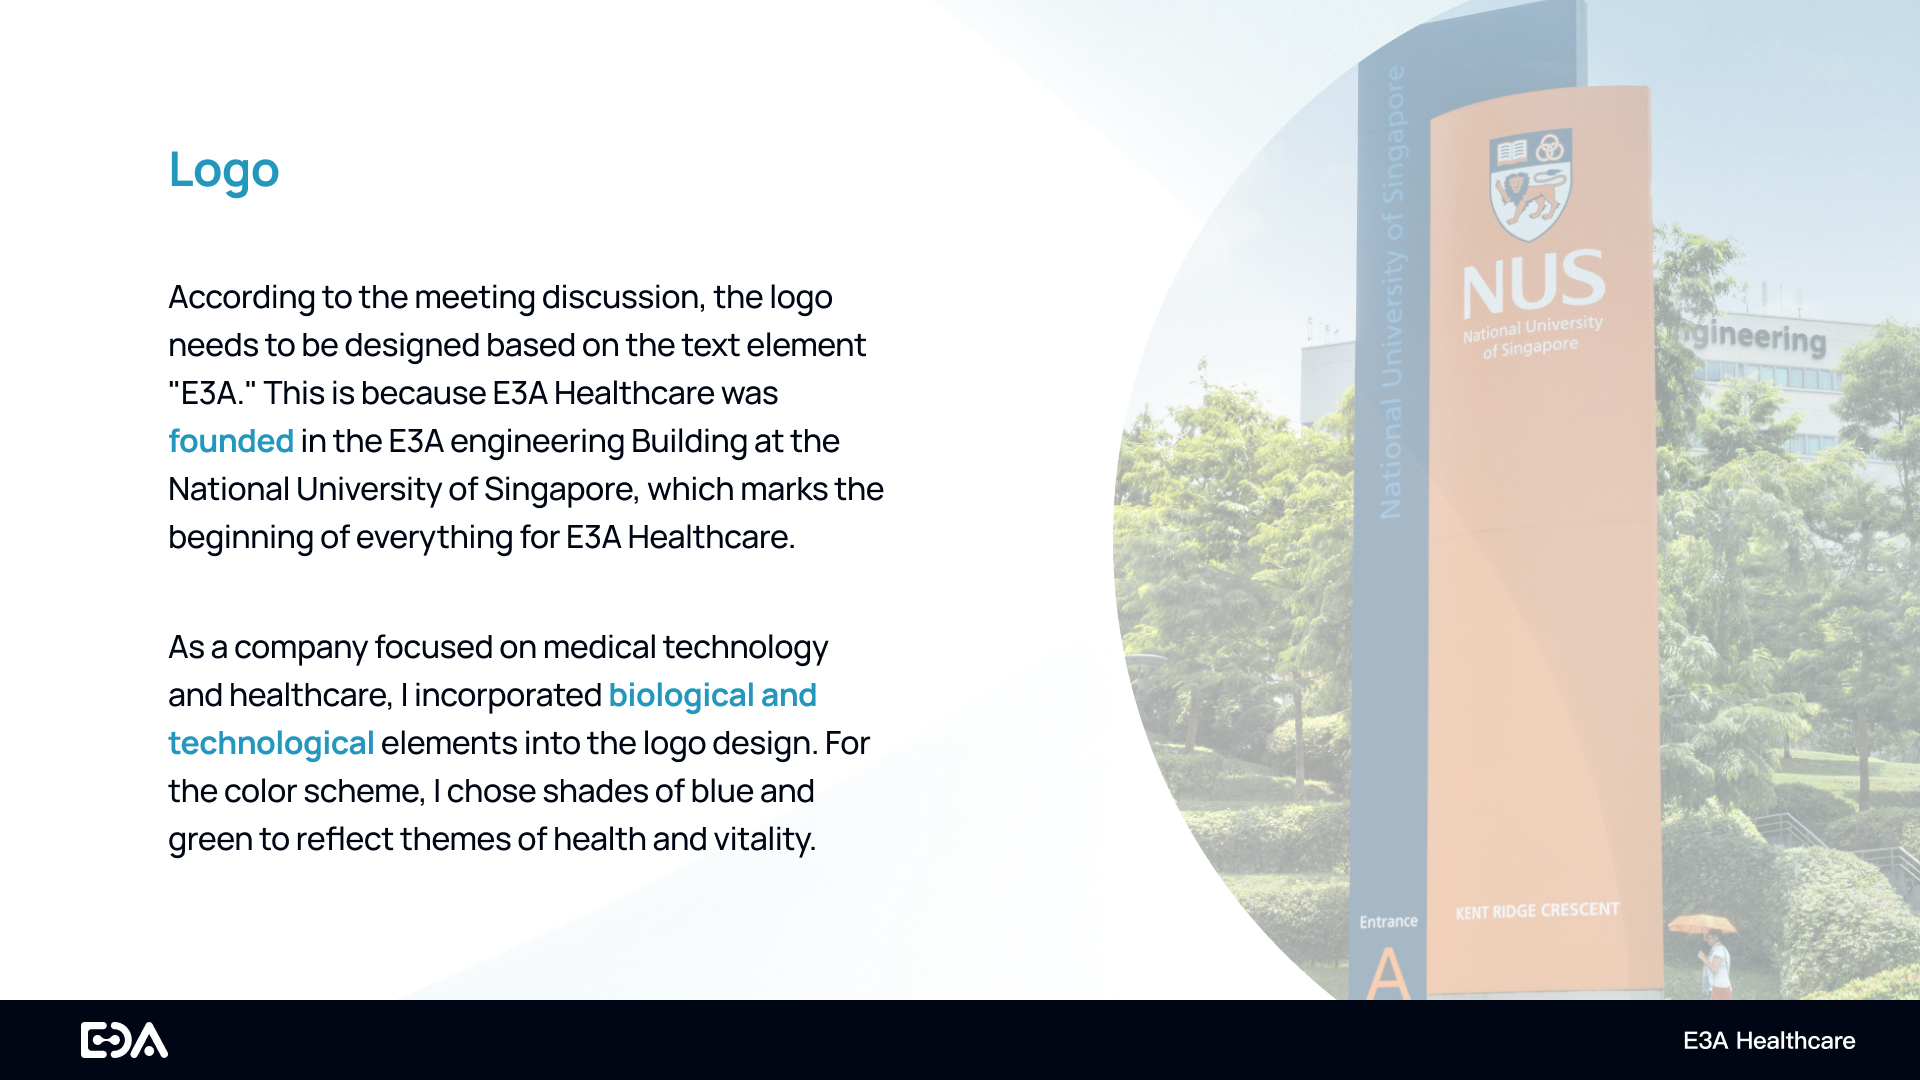 Logo
According to the meeting discussion, the logo
needs to be designed based on the text element
"E3A." This is because E3A Healthcare was
founded in the E3A engineering Building at the
National University of Singapore, which marks the
beginning of everything for E3A Healthcare.
As a company focused on medical technology
and healthcare, I incorporated biological and
technological elements into the logo design. For
the color scheme, I chose shades of blue and
green to reflect themes of health and vitality.
National University of Singapore
NUS
National University
of Singapore
ngineering
KENT RIDGE CRESCENT
Entrance
A
E3A
E3A Healthcare